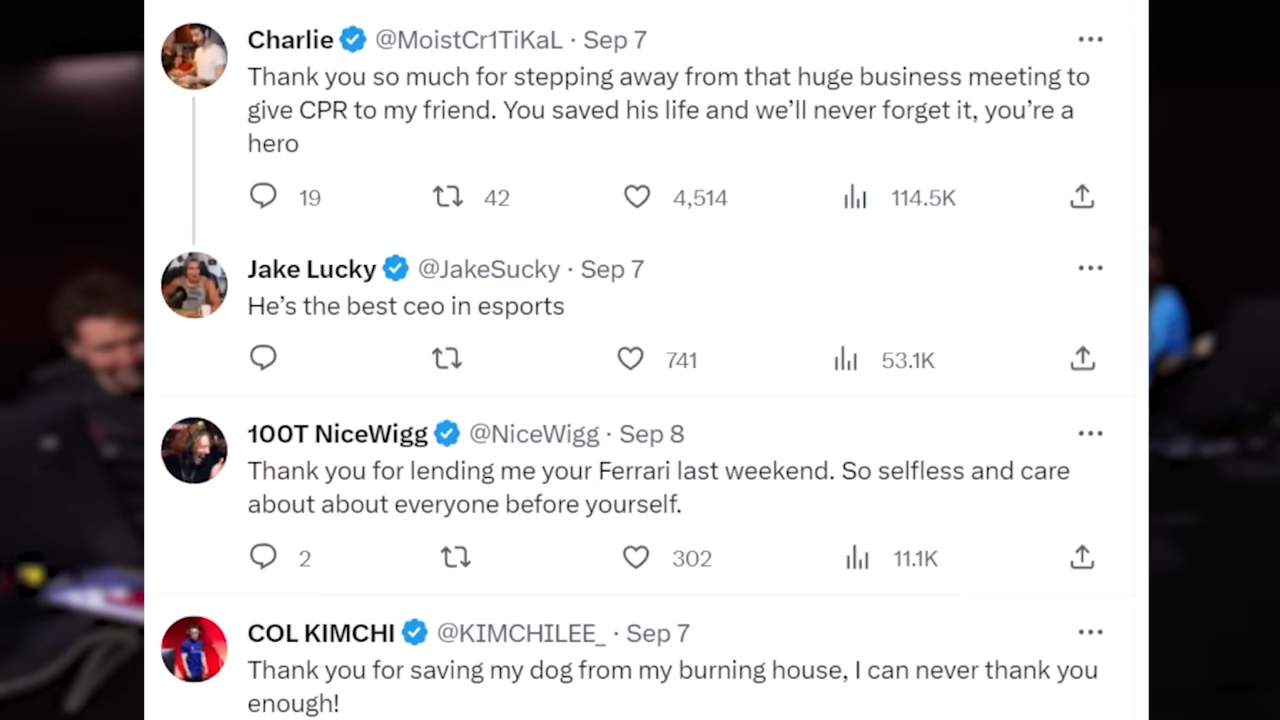 Charlie @MoistCr1TiKaL · Sep 7
Thank you so much for stepping away from that huge business meeting to
give CPR to my friend. You saved his life and we'll never forget it, you're a
hero
19 42 4,514 114.5K
Jake Lucky @JakeSucky · Sep 7
He's the best ceo in esports
741 53.1K
100T NiceWigg @NiceWigg · Sep 8
Thank you for lending me your Ferrari last weekend. So selfless and care
about about everyone before yourself.
2 302 11.1K
COL KIMCHI @KIMCHILEE_ · Sep 7
Thank you for saving my dog from my burning house, I can never thank you
enough!